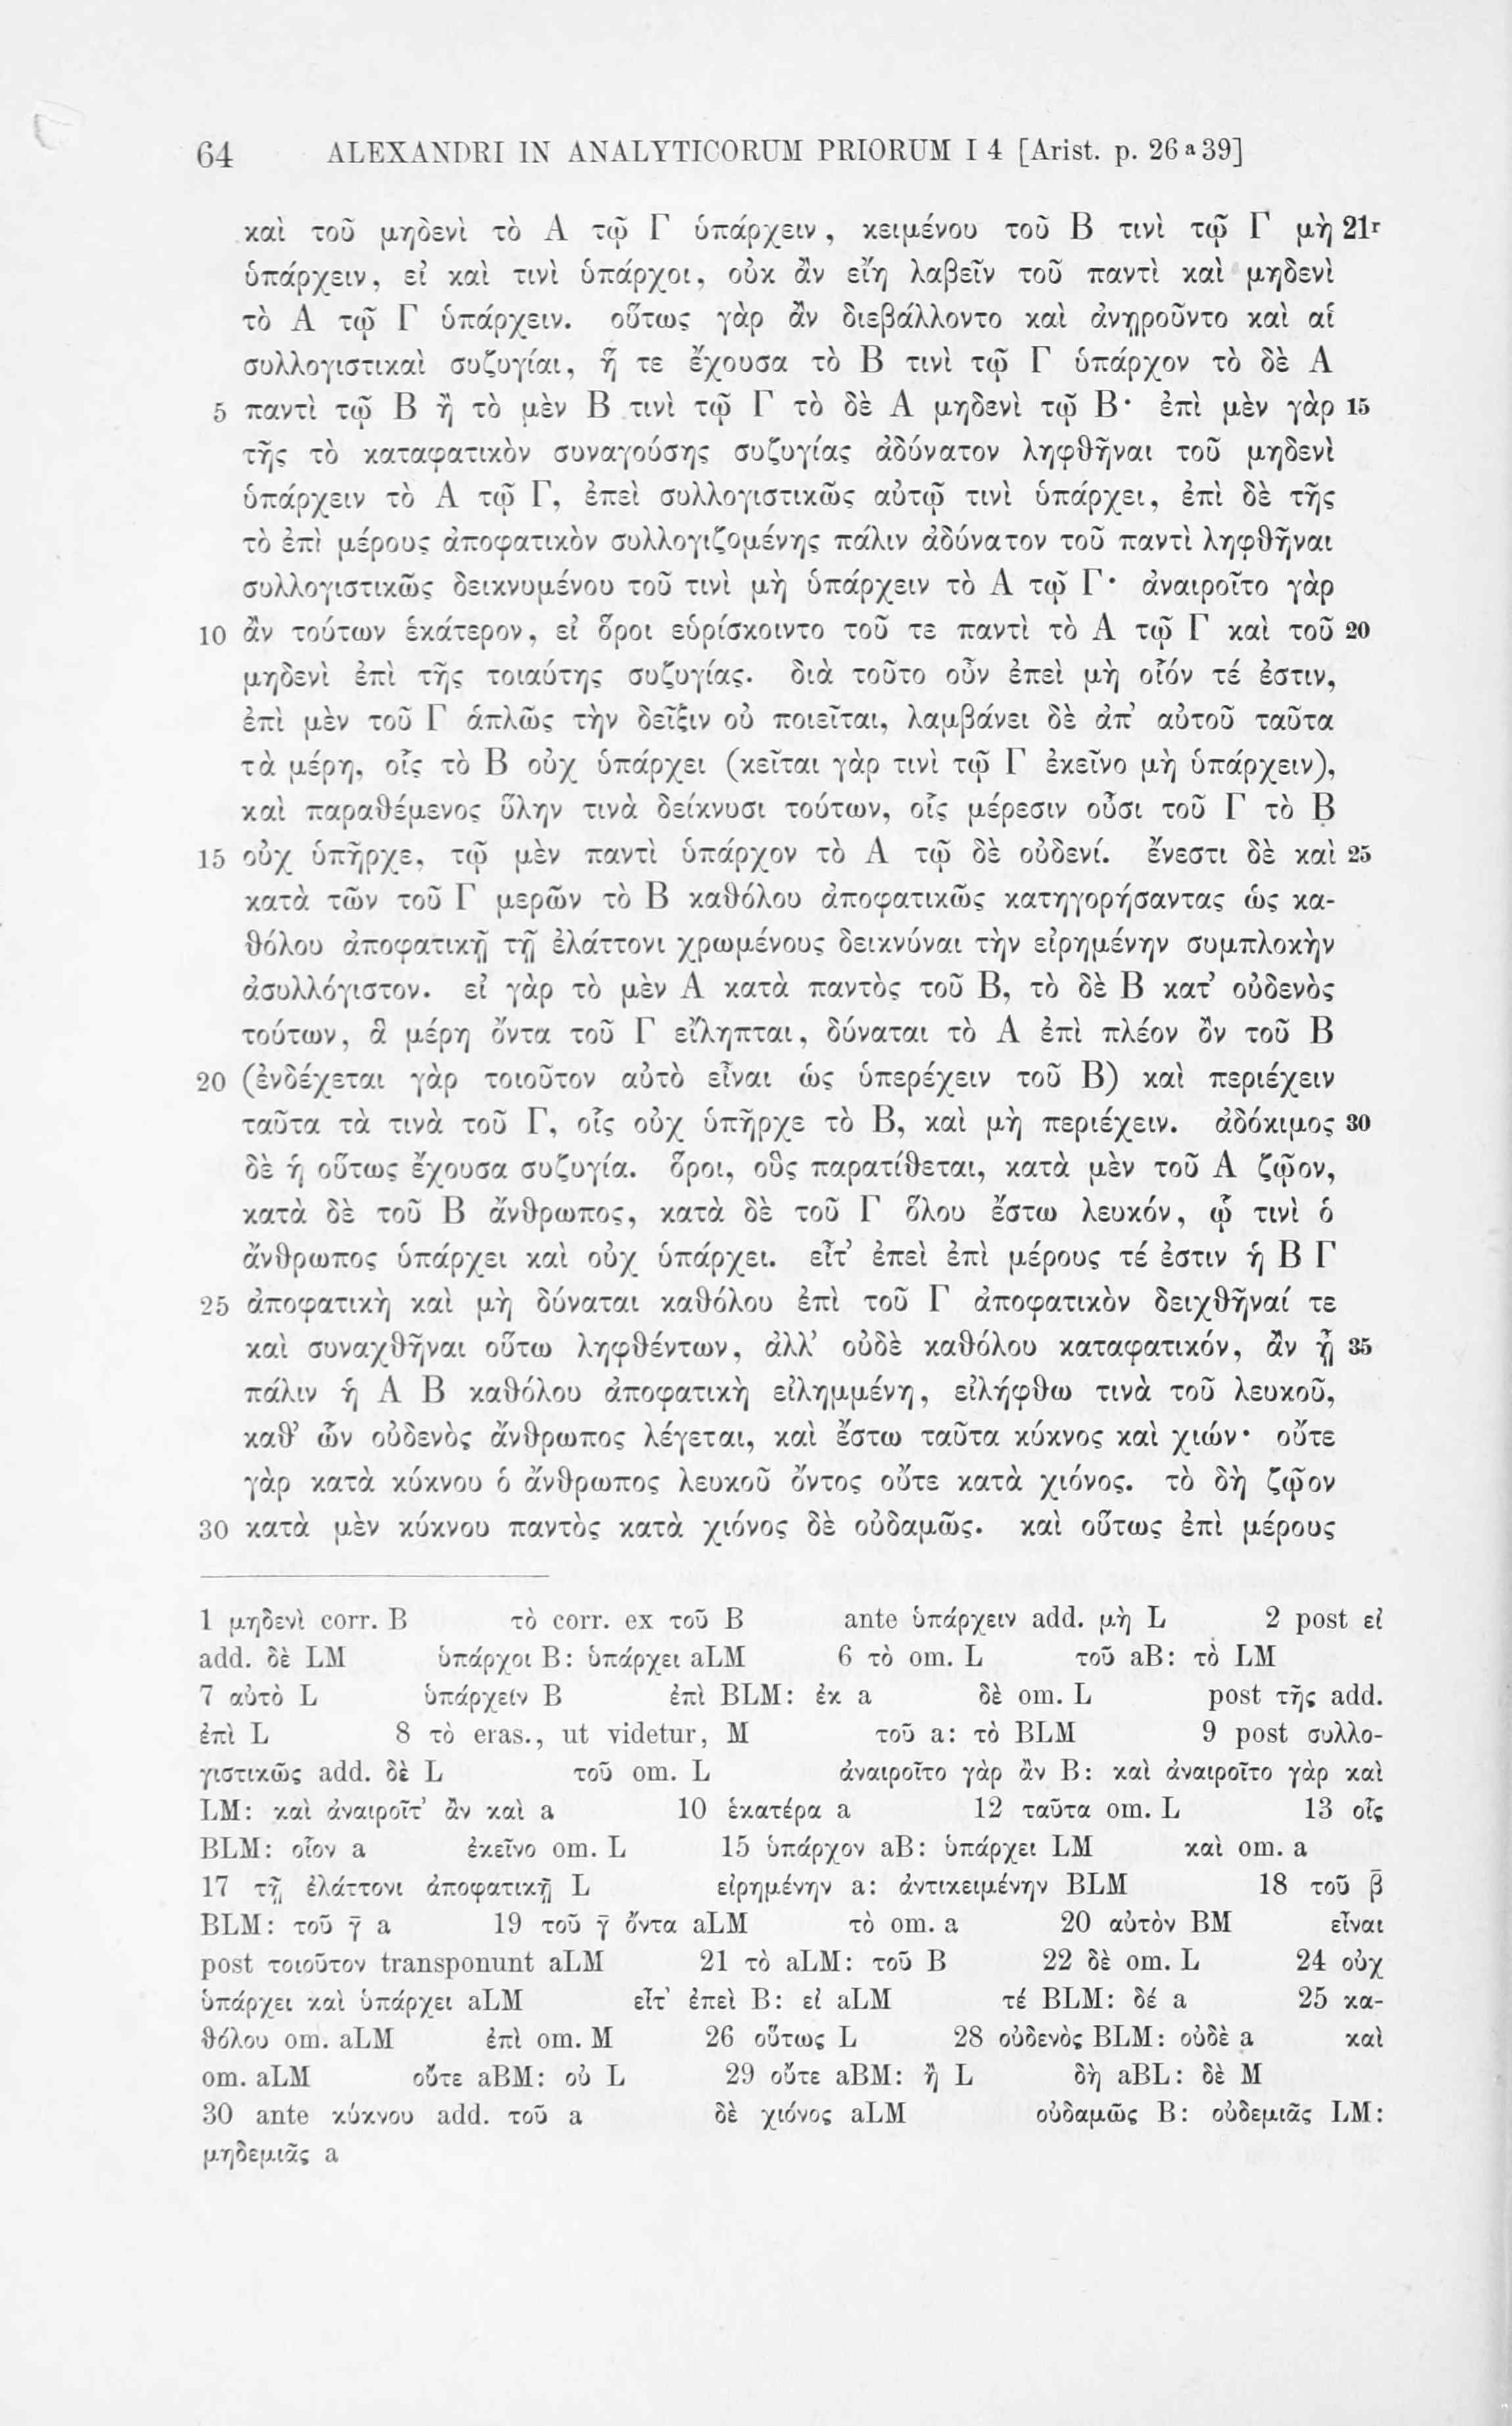 64 ALEXANDRI IN ANALYTICORUM PRIORUM I 4 [Arist. p. 26 a 39]
καὶ τοῦ μηδενὶ τὸ Α τῷ Γ ὑπάρχειν, κειμένου τοῦ Β τινὶ τῷ Γ μὴ 21r
ὑπάρχειν, εἰ καὶ τινὶ ὑπάρχοι, οὐκ ἂν εἴη λαβεῖν τοῦ παντὶ καὶ μηδενὶ
τὸ Α τῷ Γ ὑπάρχειν. οὕτως γὰρ ἂν διεβάλλοντο καὶ ἀνῃροῦντο καὶ αἱ
συλλογιστικαὶ συζυγίαι, ἥ τε ἔχουσα τὸ Β τινὶ τῷ Γ ὑπάρχον τὸ δὲ Α
5 παντὶ τῷ Β ἢ τὸ μὲν Β τινὶ τῷ Γ τὸ δὲ Α μηδενὶ τῷ Β· ἐπὶ μὲν γὰρ 15
τῆς τὸ καταφατικὸν συναγούσης συζυγίας ἀδύνατον ληφθῆναι τοῦ μηδενὶ
ὑπάρχειν τὸ Α τῷ Γ, ἐπεὶ συλλογιστικῶς αὐτῷ τινὶ ὑπάρχει, ἐπὶ δὲ τῆς
τὸ ἐπὶ μέρους ἀποφατικὸν συλλογιζομένης πάλιν ἀδύνατον τοῦ παντὶ ληφθῆναι
συλλογιστικῶς δεικνυμένου τοῦ τινὶ μὴ ὑπάρχειν τὸ Α τῷ Γ· ἀναιροῖτο γὰρ
10 ἂν τούτων ἑκάτερον, εἰ ὅροι εὑρίσκοιντο τοῦ τε παντὶ τὸ Α τῷ Γ καὶ τοῦ 20
μηδενὶ ἐπὶ τῆς τοιαύτης συζυγίας. διὰ τοῦτο οὖν ἐπεὶ μὴ οἷόν τέ ἐστιν,
ἐπὶ μὲν τοῦ Γ ἁπλῶς τὴν δεῖξιν οὐ ποιεῖται, λαμβάνει δὲ ἀπ' αὐτοῦ ταῦτα
τὰ μέρη, οἷς τὸ Β οὐχ ὑπάρχει (κεῖται γὰρ τινὶ τῷ Γ ἐκεῖνο μὴ ὑπάρχειν),
καὶ παραθέμενος ὕλην τινὰ δείκνυσι τούτων, οἷς μέρεσιν οὖσι τοῦ Γ τὸ Β
15 οὐχ ὑπῆρχε, τῷ μὲν παντὶ ὑπάρχον τὸ Α τῷ δὲ οὐδενί. ἔνεστι δὲ καὶ 25
κατὰ τῶν τοῦ Γ μερῶν τὸ Β καθόλου ἀποφατικῶς κατηγορήσαντας ὡς κα-
θόλου ἀποφατικῇ τῇ ἐλάττονι χρωμένους δεικνύναι τὴν εἰρημένην συμπλοκὴν
ἀσυλλόγιστον. εἰ γὰρ τὸ μὲν Α κατὰ παντὸς τοῦ Β, τὸ δὲ Β κατ' οὐδενὸς
τούτων, ἃ μέρη ὄντα τοῦ Γ εἴληπται, δύναται τὸ Α ἐπὶ πλέον ὂν τοῦ Β
20 (ἐνδέχεται γὰρ τοιοῦτον αὐτὸ εἶναι ὡς ὑπερέχειν τοῦ Β) καὶ περιέχειν
ταῦτα τὰ τινὰ τοῦ Γ, οἷς οὐχ ὑπῆρχε τὸ Β, καὶ μὴ περιέχειν. ἀδόκιμος 30
δὲ ἡ οὕτως ἔχουσα συζυγία. ὅροι, οὓς παρατίθεται, κατὰ μὲν τοῦ Α ζῷον,
κατὰ δὲ τοῦ Β ἄνθρωπος, κατὰ δὲ τοῦ Γ ὅλου ἔστω λευκόν, ᾧ τινὶ ὁ
ἄνθρωπος ὑπάρχει καὶ οὐχ ὑπάρχει. εἶτ' ἐπεὶ ἐπὶ μέρους τέ ἐστιν ἡ Β Γ
25 ἀποφατικὴ καὶ μὴ δύναται καθόλου ἐπὶ τοῦ Γ ἀποφατικὸν δειχθῆναί τε
καὶ συναχθῆναι οὕτω ληφθέντων, ἀλλ' οὐδὲ καθόλου καταφατικόν, ἂν ᾖ 35
πάλιν ἡ Α Β καθόλου ἀποφατικὴ εἰλημμένη, εἰλήφθω τινὰ τοῦ λευκοῦ,
καθ' ὧν οὐδενὸς ἄνθρωπος λέγεται, καὶ ἔστω ταῦτα κύκνος καὶ χιών· οὔτε
γὰρ κατὰ κύκνου ὁ ἄνθρωπος λευκοῦ ὄντος οὔτε κατὰ χιόνος. τὸ δὴ ζῷον
30 κατὰ μὲν κύκνου παντὸς κατὰ χιόνος δὲ οὐδαμῶς. καὶ οὕτως ἐπὶ μέρους
1 μηδενὶ corr. B τὸ corr. ex τοῦ B ante ὑπάρχειν add. μὴ L 2 post εἰ
add. δὲ LM ὑπάρχοι B: ὑπάρχει aLM 6 τὸ om. L τοῦ aB: τὸ LM
7 αὐτὸ L ὑπάρχειν B ἐπὶ BLM: ἐκ a δὲ om. L post τῆς add.
ἐπὶ L 8 τὸ eras., ut videtur, M τοῦ a: τὸ BLM 9 post συλλο-
γιστικῶς add. δὲ L τοῦ om. L ἀναιροῖτο γὰρ ἂν B: καὶ ἀναιροῖτο γὰρ καὶ
LM: καὶ ἀναιροῖτ' ἂν καὶ a 10 ἑκατέρα a 12 ταῦτα om. L 13 οἷς
BLM: οἷον a ἐκεῖνο om. L 15 ὑπάρχον aB: ὑπάρχει LM καὶ om. a
17 τῇ ἐλάττονι ἀποφατικῇ L εἰρημένην a: ἀντικειμένην BLM 18 τοῦ β̄
BLM: τοῦ γ̄ a 19 τοῦ γ̄ ὄντα aLM τὸ om. a 20 αὐτὸν BM εἶναι
post τοιοῦτον transponunt aLM 21 τὸ aLM: τοῦ B 22 δὲ om. L 24 οὐχ
ὑπάρχει καὶ ὑπάρχει aLM εἶτ' ἐπεὶ B: εἰ aLM τέ BLM: δέ a 25 κα-
θόλου om. aLM ἐπὶ om. M 26 οὕτως L 28 οὐδενὸς BLM: οὐδὲ a καὶ
om. aLM οὔτε aBM: οὐ L 29 οὔτε aBM: ἢ L δὴ aBL: δὲ M
30 ante κύκνου add. τοῦ a δὲ χιόνος aLM οὐδαμῶς B: οὐδεμιᾶς LM:
μηδεμιᾶς a